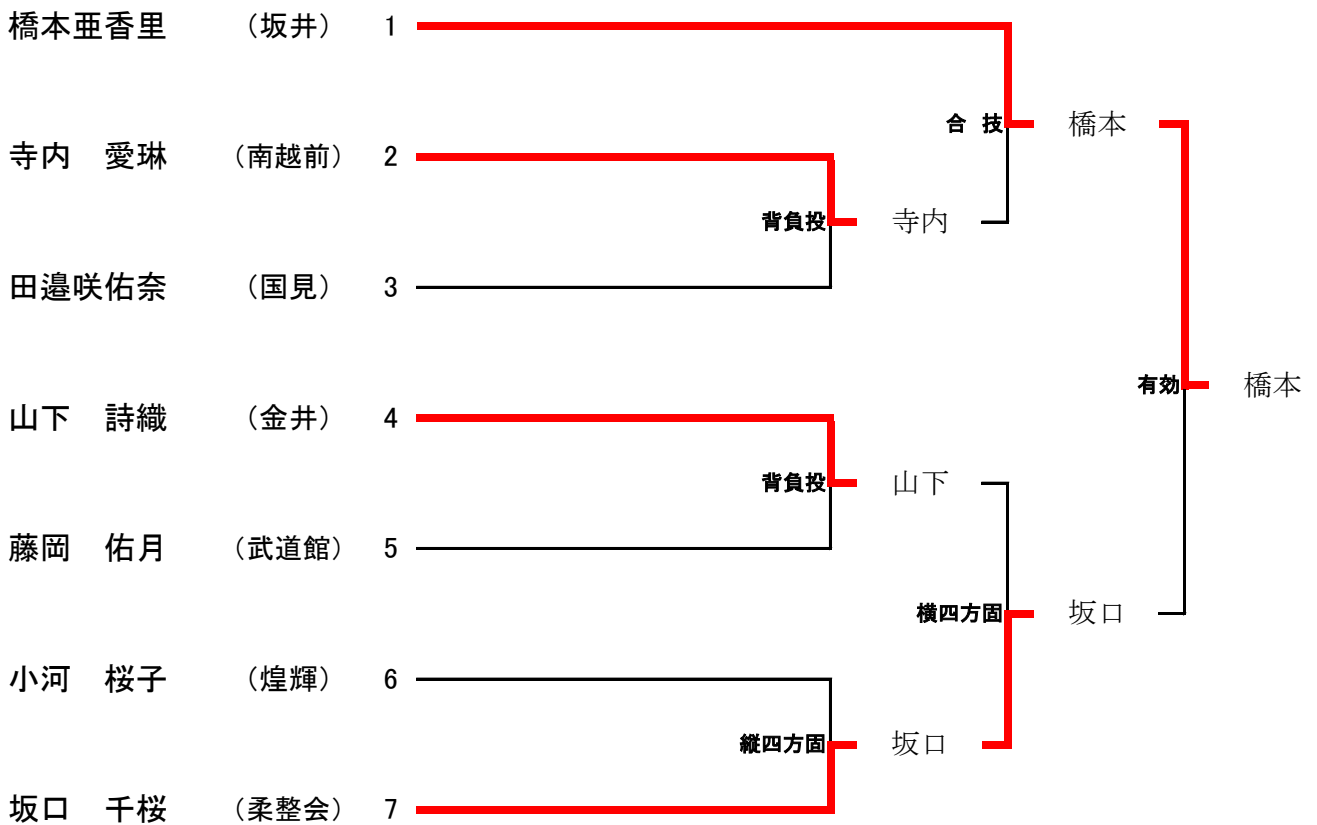 橋本亜香里 （坂井） 1
合 技 橋本
寺内 愛琳 （南越前） 2
背負投 寺内
田邉咲佑奈 （国見） 3
有効 橋本
山下 詩織 （金井） 4
背負投 山下
藤岡 佑月 （武道館） 5
横四方固 坂口
小河 桜子 （煌輝） 6
縦四方固 坂口
坂口 千桜 （柔整会） 7